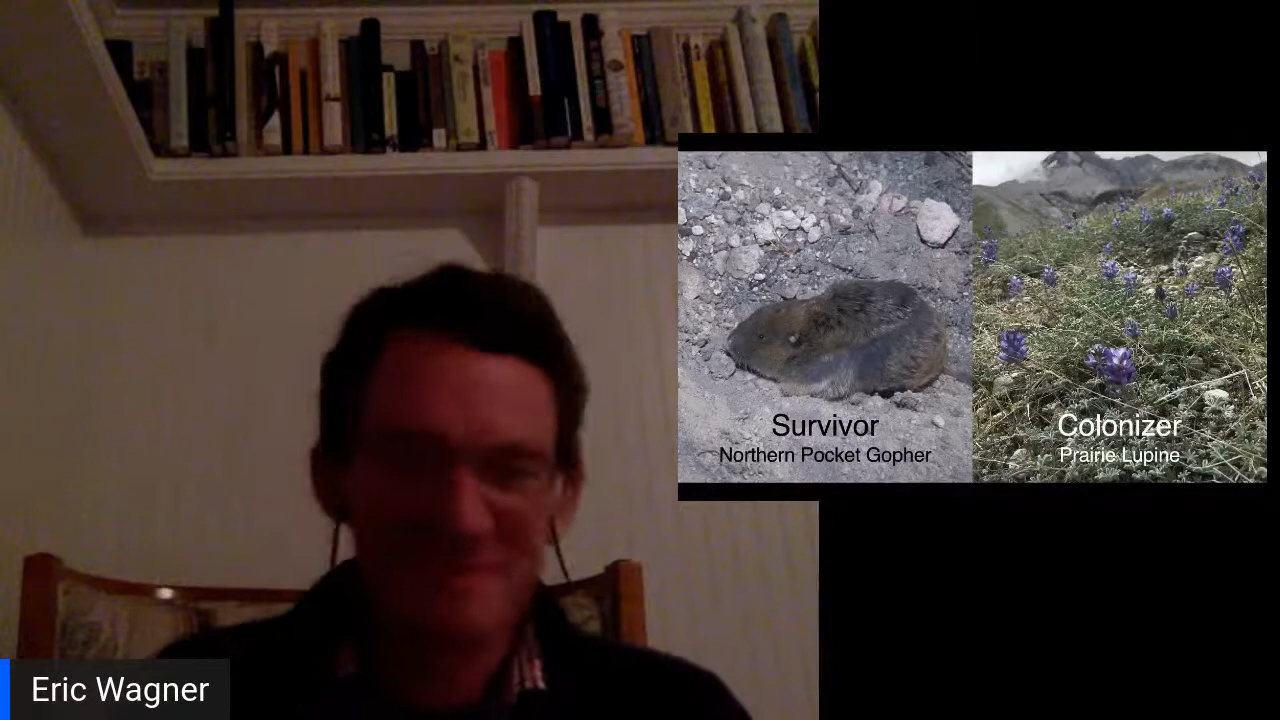 Survivor
Northern Pocket Gopher
Colonizer
Prairie Lupine
Eric Wagner